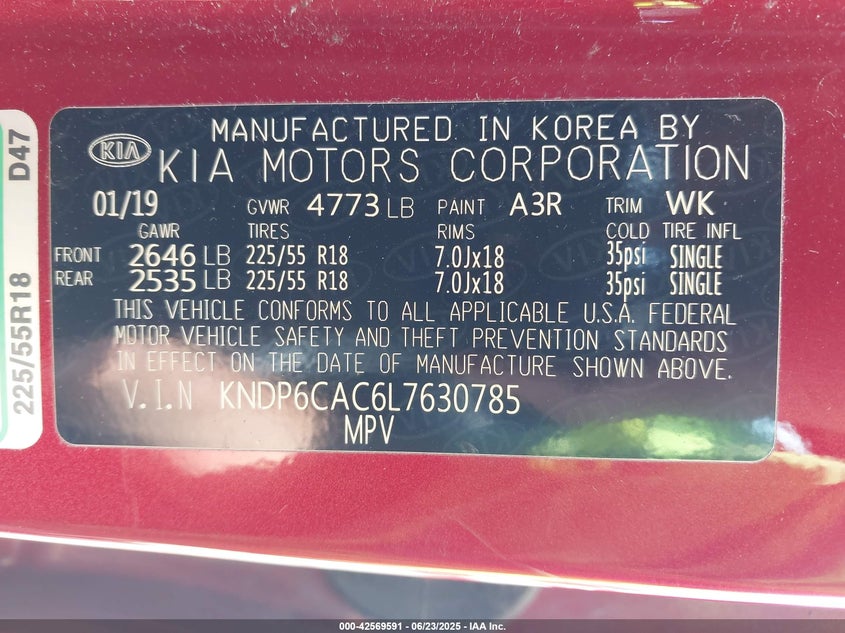 MANUFACTURED IN KOREA BY
KIA KIA MOTORS CORPORATION
01/19 GVWR 4773 LB PAINT A3R TRIM WK
GAWR TIRES RIMS COLD TIRE INFL
FRONT 2646 LB 225/55 R18 7.0Jx18 35psi SINGLE
REAR 2535 LB 225/55 R18 7.0Jx18 35psi SINGLE
THIS VEHICLE CONFORMS TO ALL APPLICABLE U.S.A. FEDERAL
MOTOR VEHICLE SAFETY AND THEFT PREVENTION STANDARDS
IN EFFECT ON THE DATE OF MANUFACTURE SHOWN ABOVE.
V.I.N KNDP6CAC6L7630785
MPV
225/55R18 D47
000-42569591 - 06/23/2025 - IAA Inc.